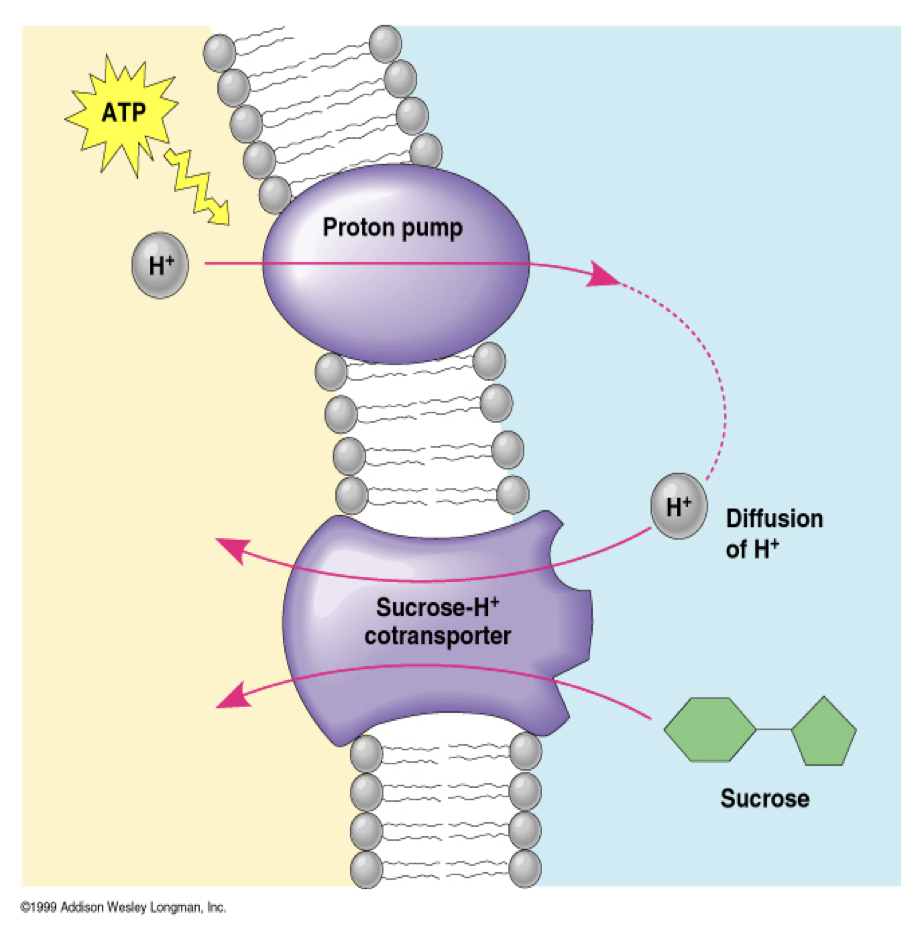 ATP
Proton pump
H+
H+
Diffusion
of H+
Sucrose-H+
cotransporter
Sucrose
©1999 Addison Wesley Longman, Inc.